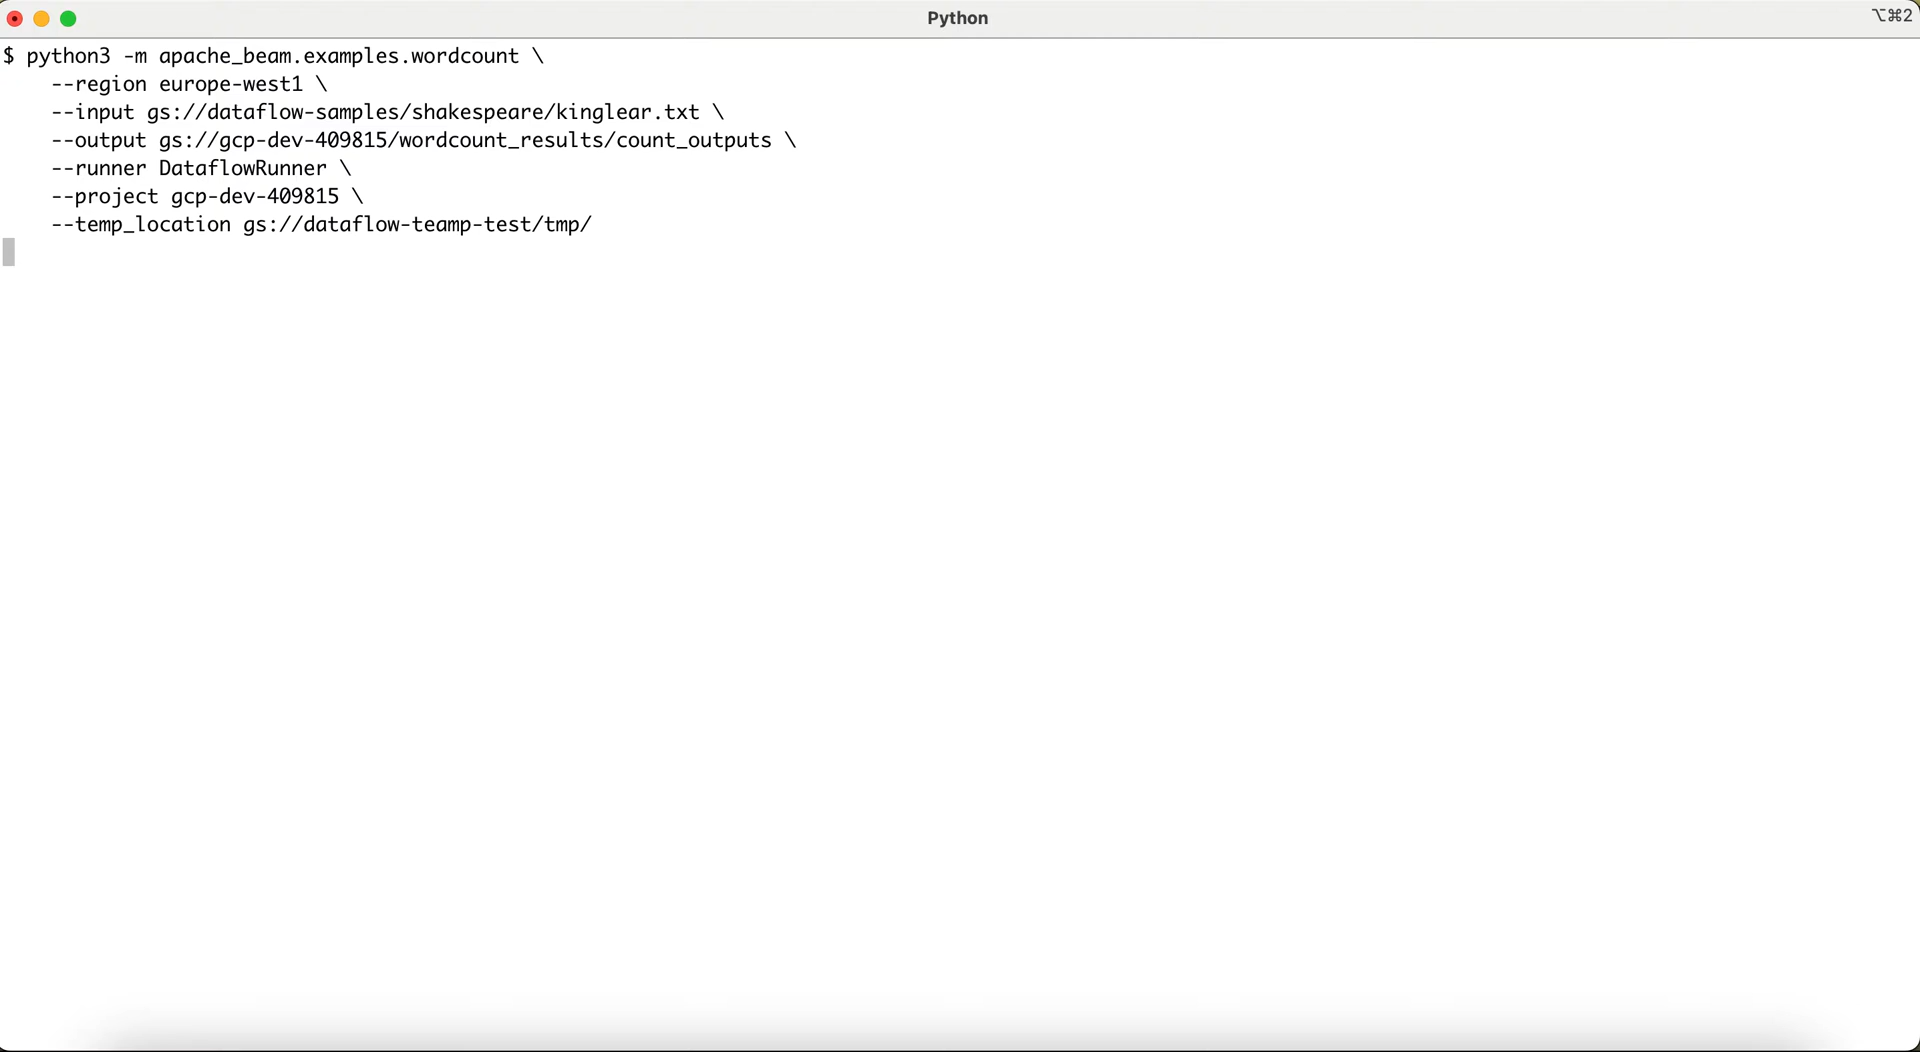 Python
⌥⌘2
$ python3 -m apache_beam.examples.wordcount \
    --region europe-west1 \
    --input gs://dataflow-samples/shakespeare/kinglear.txt \
    --output gs://gcp-dev-409815/wordcount_results/count_outputs \
    --runner DataflowRunner \
    --project gcp-dev-409815 \
    --temp_location gs://dataflow-teamp-test/tmp/